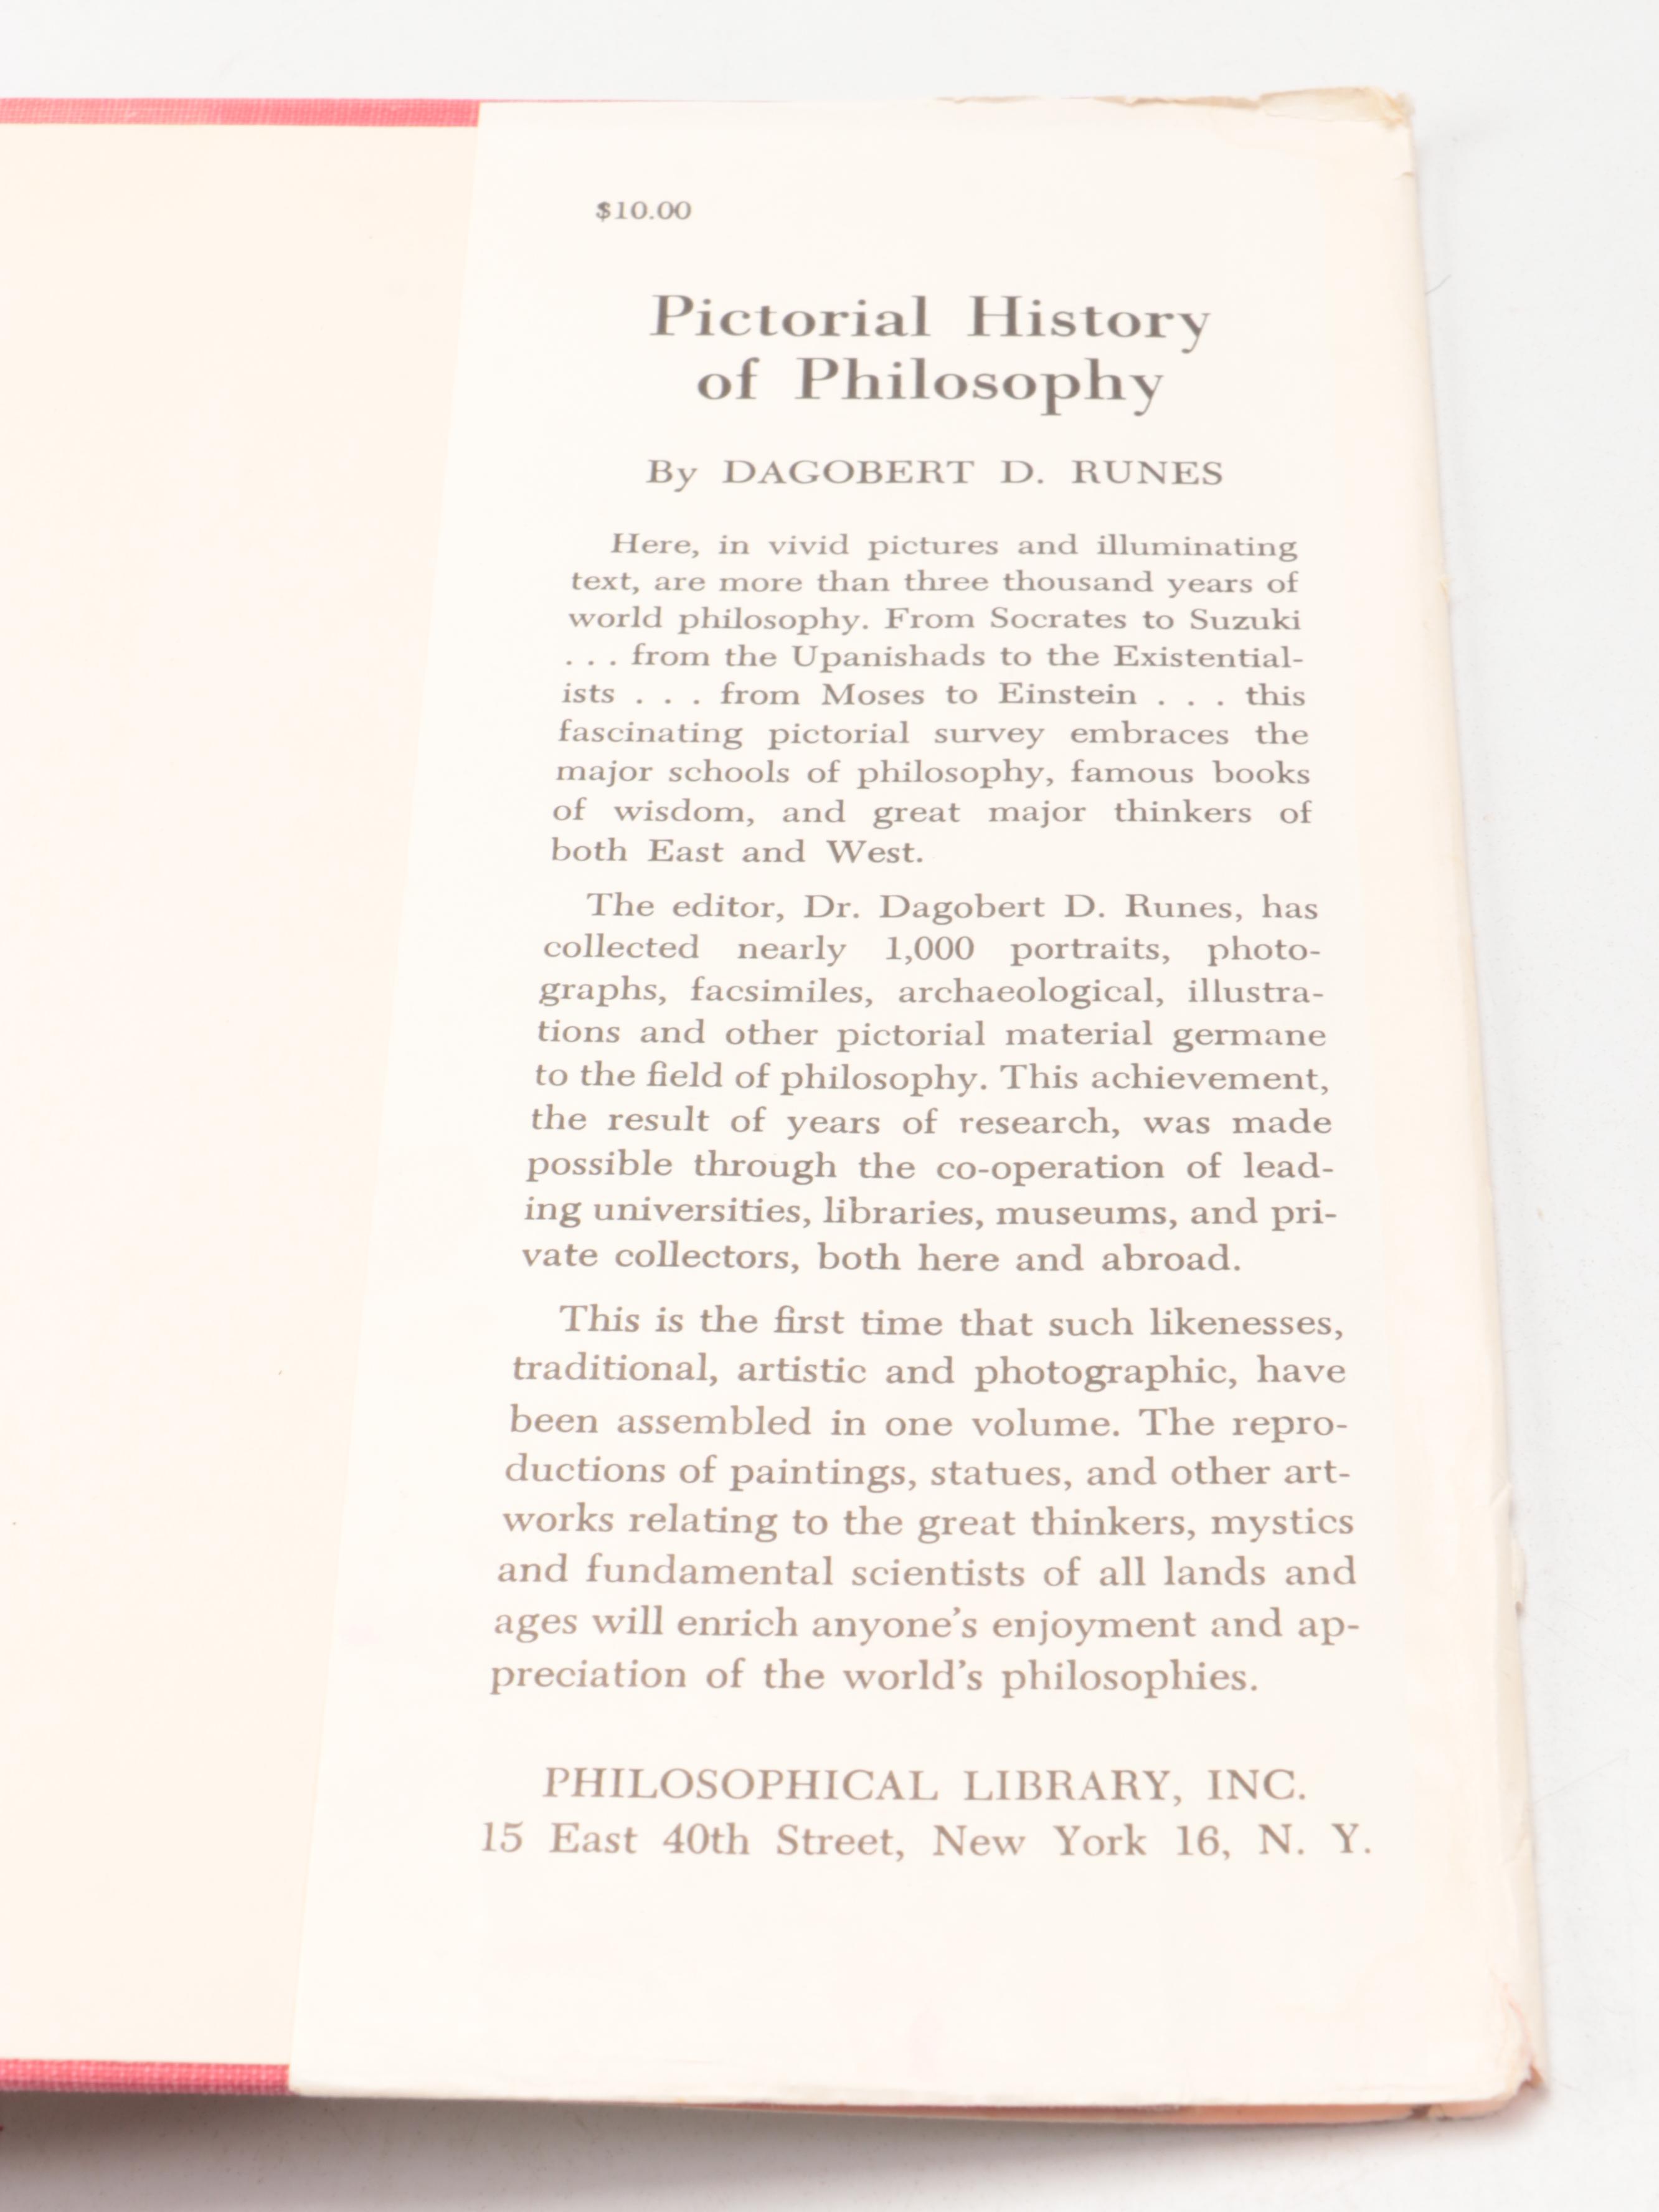 $10.00
Pictorial History
of Philosophy
By DAGOBERT D. RUNES
Here, in vivid pictures and illuminating
text, are more than three thousand years of
world philosophy. From Socrates to Suzuki
. . . from the Upanishads to the Existential-
ists . . . from Moses to Einstein . . . this
fascinating pictorial survey embraces the
major schools of philosophy, famous books
of wisdom, and great major thinkers of
both East and West.
The editor, Dr. Dagobert D. Runes, has
collected nearly 1,000 portraits, photo-
graphs, facsimiles, archaeological, illustra-
tions and other pictorial material germane
to the field of philosophy. This achievement,
the result of years of research, was made
possible through the co-operation of lead-
ing universities, libraries, museums, and pri-
vate collectors, both here and abroad.
This is the first time that such likenesses,
traditional, artistic and photographic, have
been assembled in one volume. The repro-
ductions of paintings, statues, and other art-
works relating to the great thinkers, mystics
and fundamental scientists of all lands and
ages will enrich anyone’s enjoyment and ap-
preciation of the world’s philosophies.
PHILOSOPHICAL LIBRARY, INC.
15 East 40th Street, New York 16, N. Y.